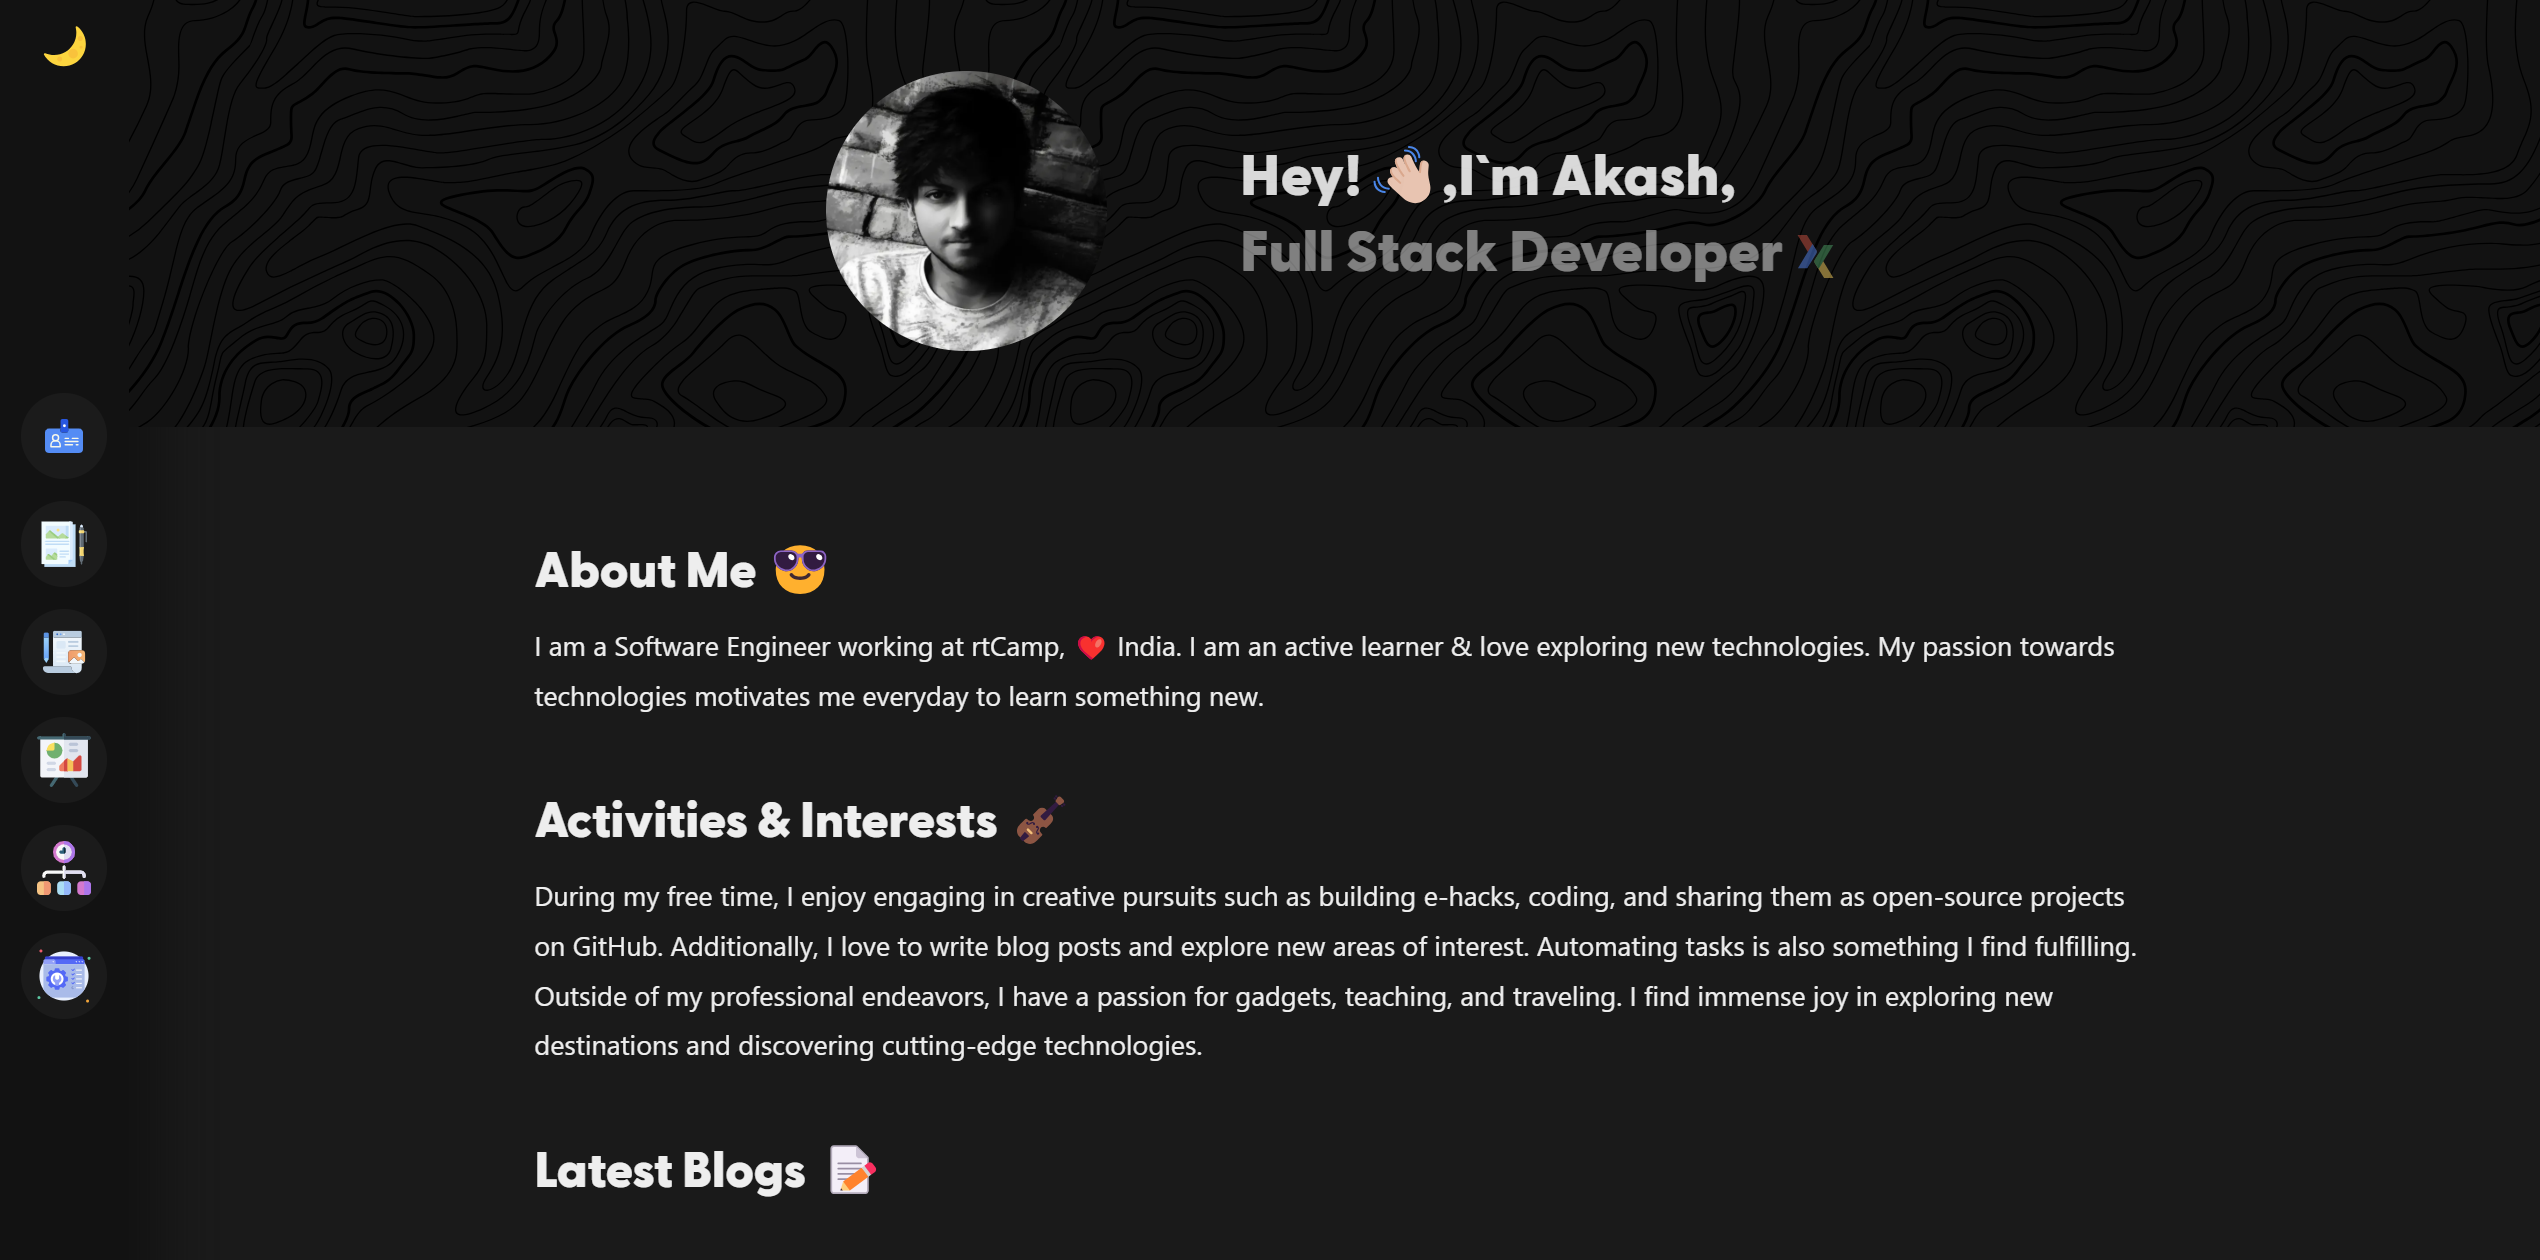 Hey! 👋🏻,I`m Akash,
Full Stack Developer
About Me 😎
I am a Software Engineer working at rtCamp, ❤️ India. I am an active learner & love exploring new technologies. My passion towards
technologies motivates me everyday to learn something new.
Activities & Interests 🎻
During my free time, I enjoy engaging in creative pursuits such as building e-hacks, coding, and sharing them as open-source projects
on GitHub. Additionally, I love to write blog posts and explore new areas of interest. Automating tasks is also something I find fulfilling.
Outside of my professional endeavors, I have a passion for gadgets, teaching, and traveling. I find immense joy in exploring new
destinations and discovering cutting-edge technologies.
Latest Blogs 📝